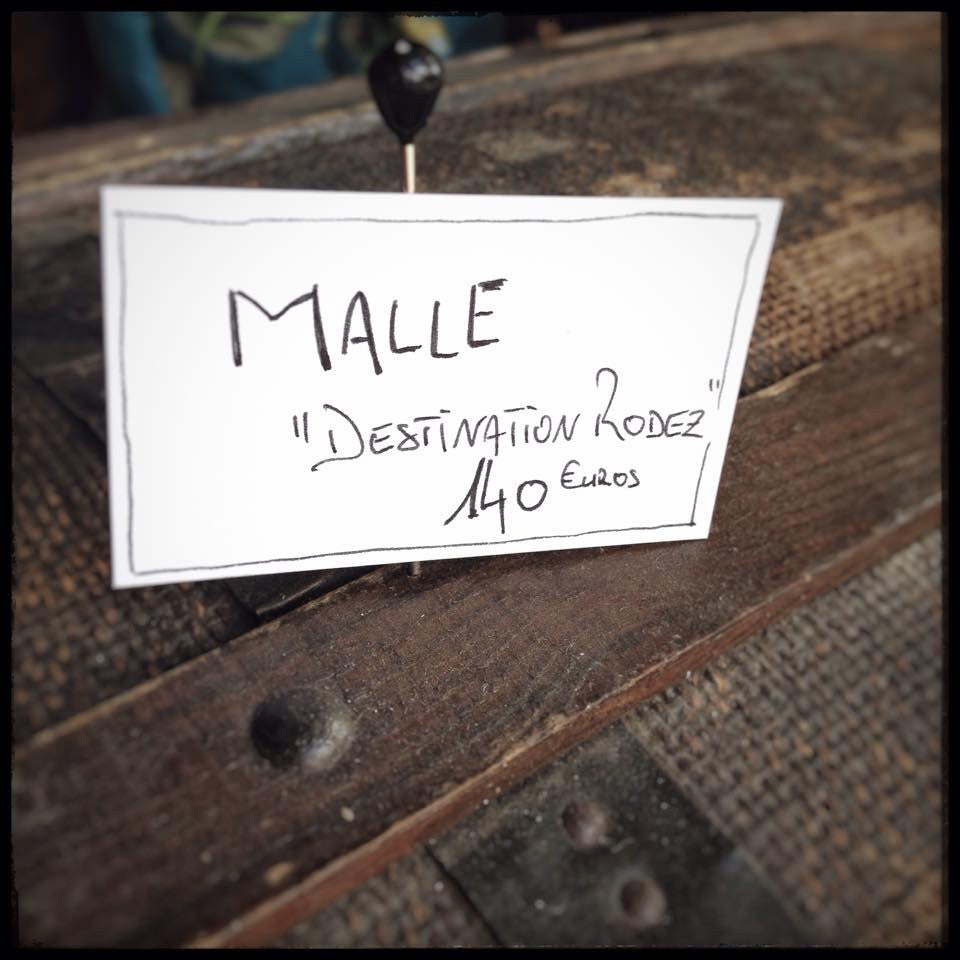 MALLE
"DESTINATION RODEZ"
140 EUROS